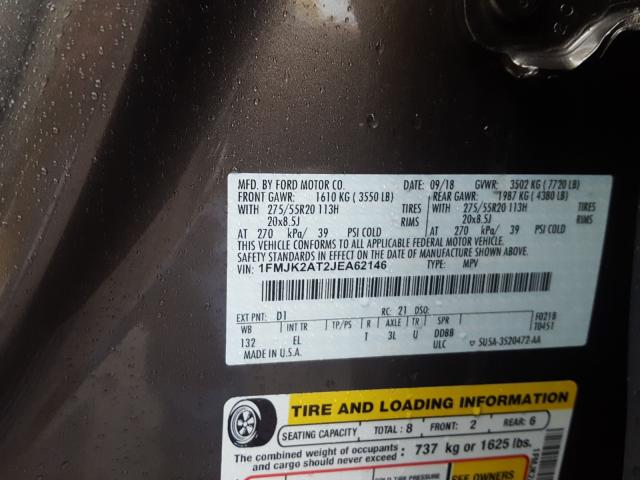 MFD. BY FORD MOTOR CO. DATE: 09/18 GVWR: 3502 KG (7720 LB)
FRONT GAWR: 1610 KG (3550 LB) REAR GAWR: 1987 KG (4380 LB)
WITH 275/55R20 113H TIRES WITH 275/55R20 113H TIRES
20x8.5J RIMS 20x8.5J RIMS
AT 270 kPa/ 39 PSI COLD AT 270 kPa/ 39 PSI COLD
THIS VEHICLE CONFORMS TO ALL APPLICABLE FEDERAL MOTOR VEHICLE
SAFETY STANDARDS IN EFFECT ON THE DATE OF MANUFACTURE SHOWN ABOVE.
VIN: 1FMJK2AT2JEA62146 TYPE: MPV
EXT PNT: D1 RC: 21 DSO: F0218
WB INT TR TP/PS R AXLE TR SPR T0451
132 EL T 3L U DDBB
MADE IN U.S.A. ULC 5U5A-3520472-AA
TIRE AND LOADING INFORMATION
SEATING CAPACITY TOTAL: 8 FRONT: 2 REAR: 6
The combined weight of occupants and cargo should never exceed: 737 kg or 1625 lbs.
SEE OWNERS